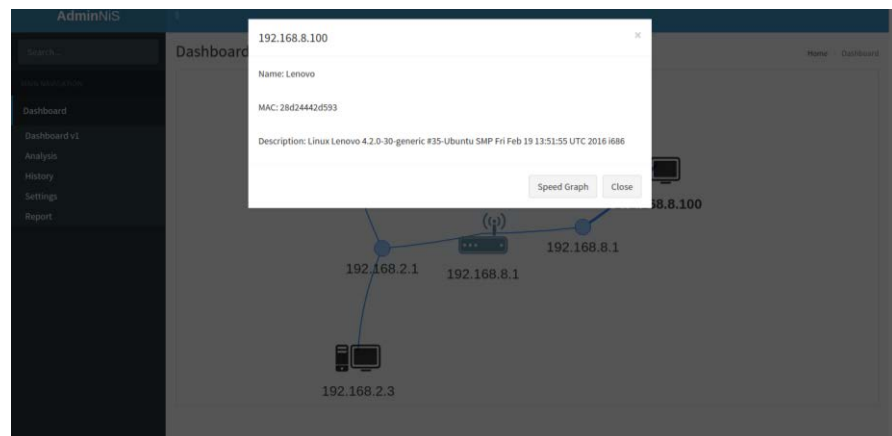 AdminNiS
Search...
Dashboard
Home
Dashboard
Dashboard
Dashboard v1
Analysis
History
Settings
Report
192.168.8.100
×
Name: Lenovo
MAC: 28d24442d593
Description: Linux Lenovo 4.2.0-30-generic #35-Ubuntu SMP Fri Feb 19 13:51:55 UTC 2016 i686
Speed Graph
Close
58.8.100
192.168.8.1
192.168.2.1
192.168.8.1
192.168.2.3